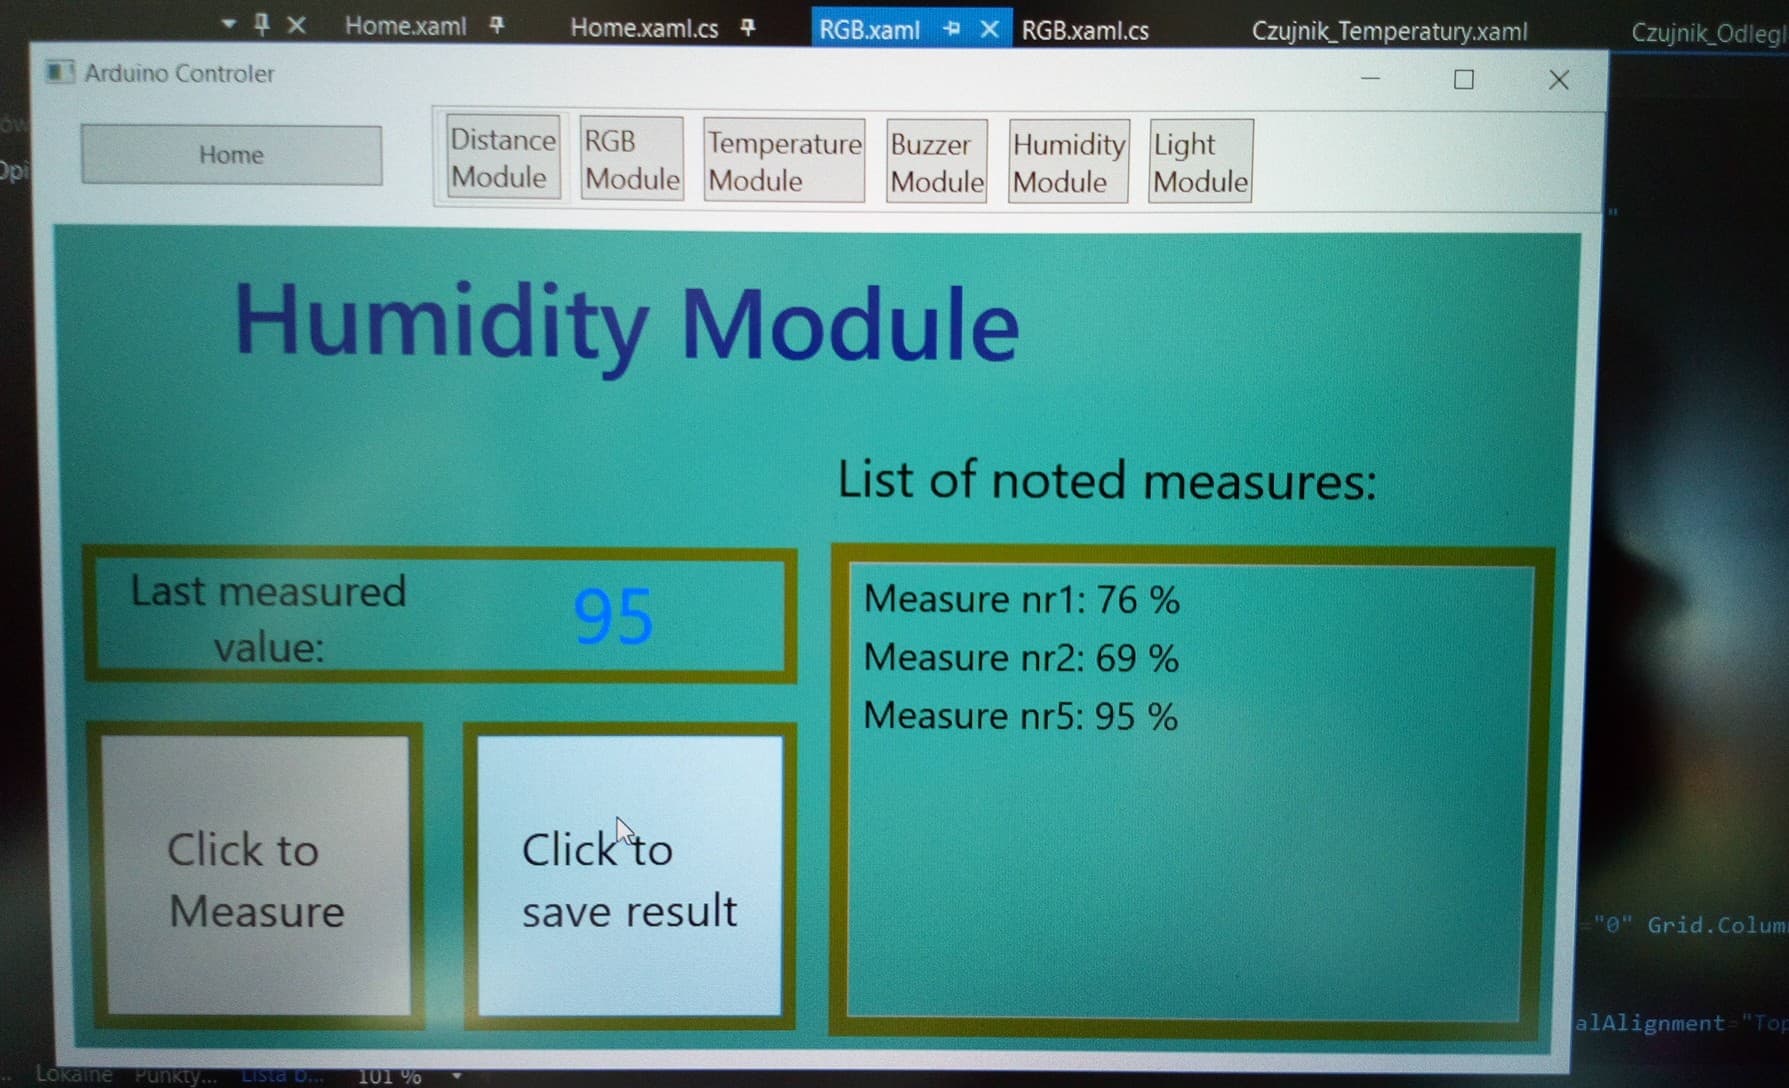 Home.xaml
Home.xaml.cs
RGB.xaml
RGB.xaml.cs
Czujnik_Temperatury.xaml
Czujnik_Odlegl
Arduino Controler
Opi
Home
Distance
Module
RGB
Module
Temperature
Module
Buzzer
Module
Humidity
Module
Light
Module
"
Humidity Module
List of noted measures:
Last measured
value:
95
Measure nr1: 76 %
Measure nr2: 69 %
Measure nr5: 95 %
Click to
Measure
Click to
save result
="0" Grid.Colum
alAlignment="Top
Lokalne
Punkty...
Lista b...
101 %